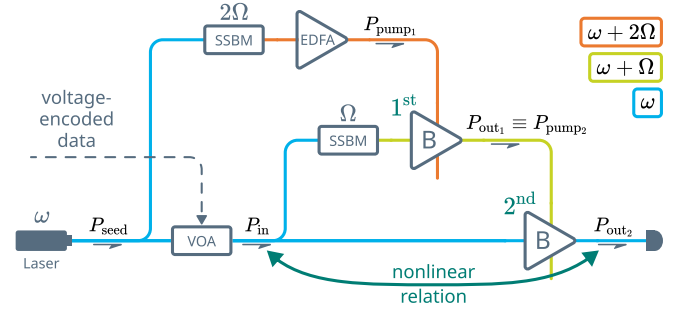 2Ω
SSBM
EDFA
P_pump₁
ω + 2Ω
ω + Ω
ω
voltage-
encoded
data
Ω
SSBM
1st
B
P_out₁ ≡ P_pump₂
2nd
B
P_out₂
ω
Laser
P_seed
VOA
P_in
nonlinear
relation